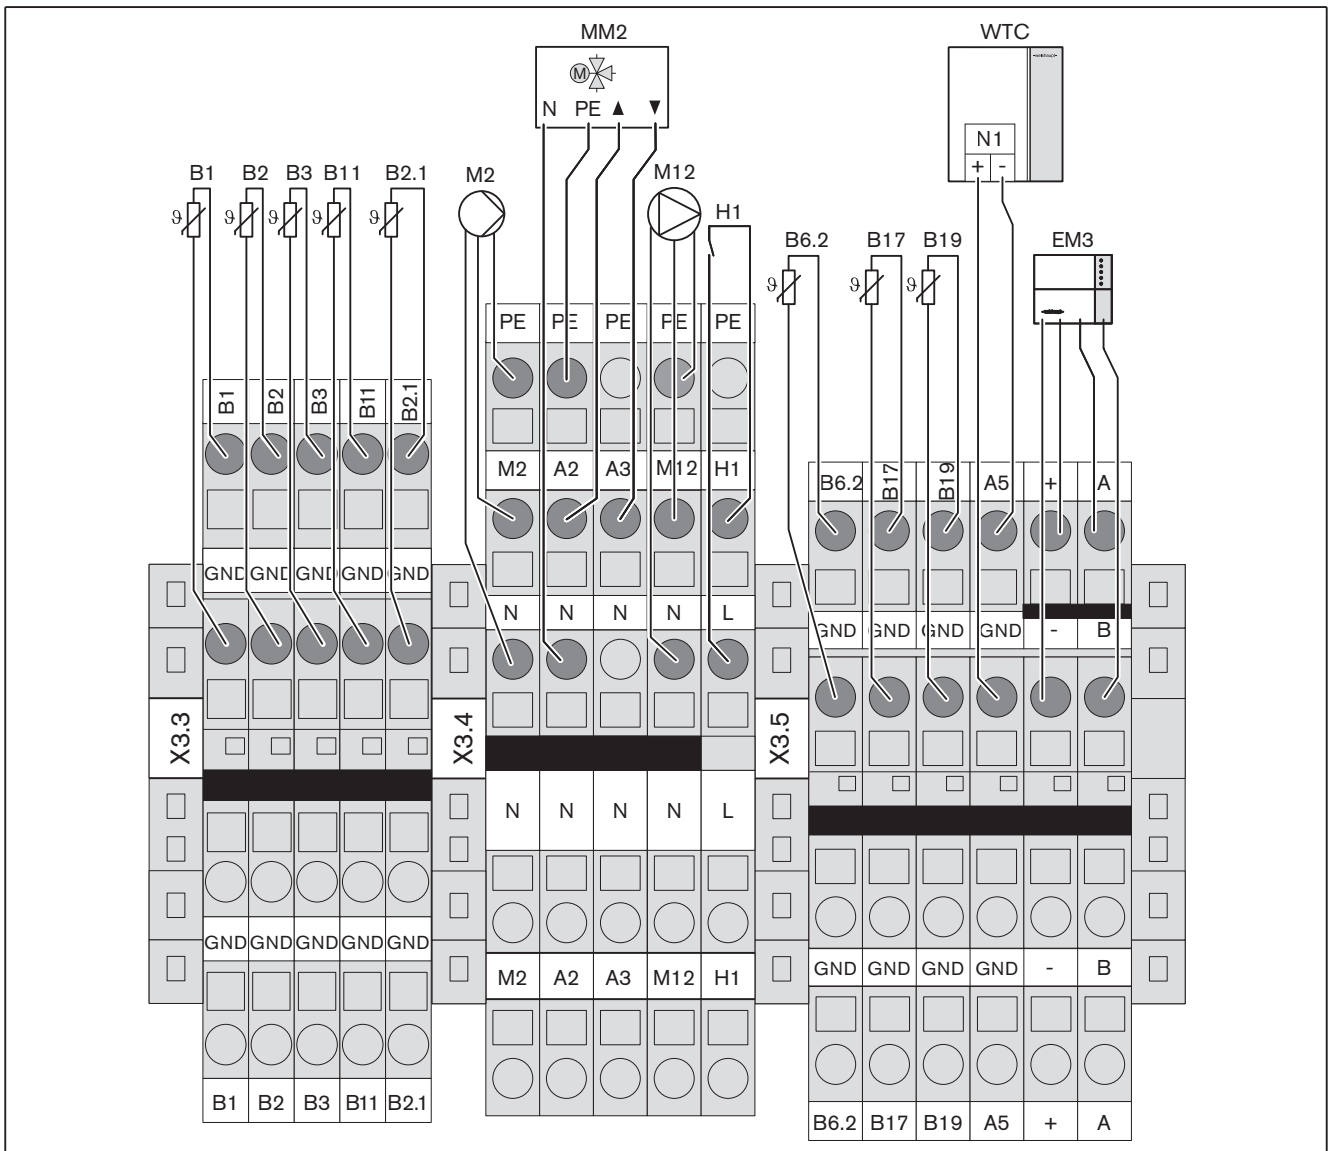 MM2
WTC
M
N PE ▲ ▼
N1
+ -
B1 B2 B3 B11 B2.1
M2
M12
H1
ϑ ϑ ϑ ϑ ϑ
B6.2 B17 B19
EM3
ϑ ϑ ϑ
PE PE PE PE PE
B1 B2 B3 B11 B2.1
M2 A2 A3 M12 H1
B6.2 B17 B19 A5 + A
GND GND GND GND GND
N N N N L
GND GND GND GND - B
X3.3
X3.4
X3.5
N N N N L
GND GND GND GND GND
M2 A2 A3 M12 H1
GND GND GND GND - B
B1 B2 B3 B11 B2.1
B6.2 B17 B19 A5 + A